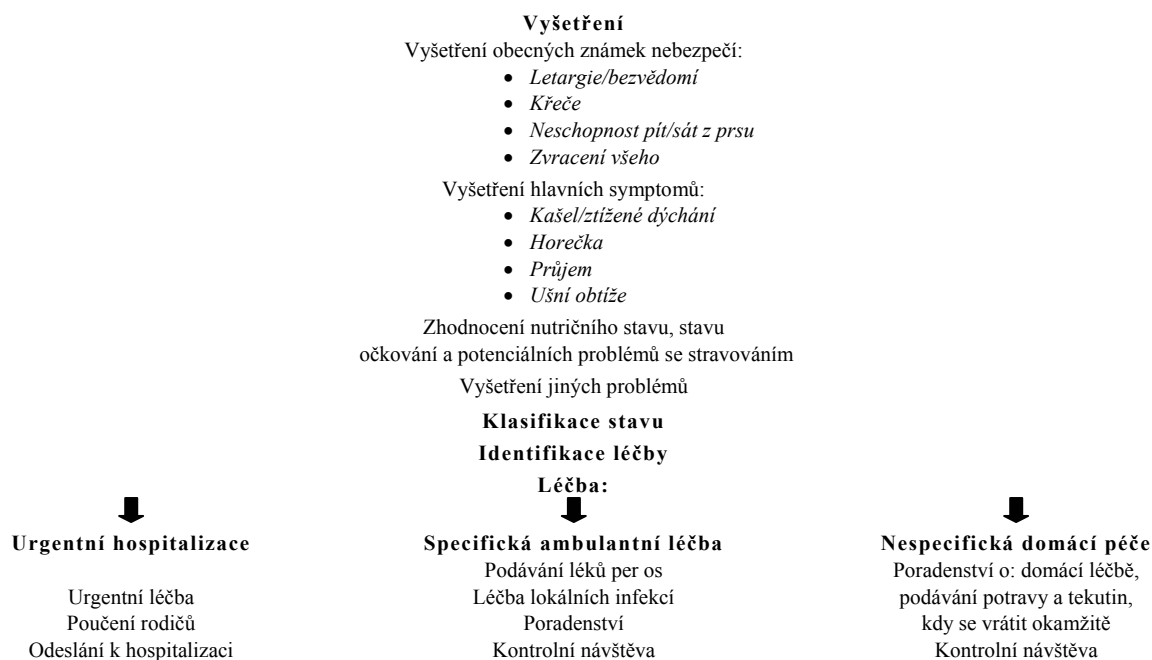 Vyšetření
Vyšetření obecných známek nebezpečí:
• Letargie/bezvědomí
• Křeče
• Neschopnost pít/sát z prsu
• Zvracení všeho
Vyšetření hlavních symptomů:
• Kašel/ztížené dýchání
• Horečka
• Průjem
• Ušní obtíže
Zhodnocení nutričního stavu, stavu
očkování a potenciálních problémů se stravováním
Vyšetření jiných problémů
Klasifikace stavu
Identifikace léčby
Léčba:
Urgentní hospitalizace
Urgentní léčba
Poučení rodičů
Odeslání k hospitalizaci
Specifická ambulantní léčba
Podávání léků per os
Léčba lokálních infekcí
Poradenství
Kontrolní návštěva
Nespecifická domácí péče
Poradenství o: domácí léčbě,
podávání potravy a tekutin,
kdy se vrátit okamžitě
Kontrolní návštěva